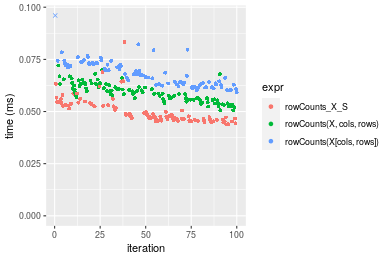 0.100
0.075
0.050
0.025
0.000
time (ms)
0
25
50
75
100
iteration
expr
rowCounts_X_S
rowCounts(X, cols, rows)
rowCounts(X[cols, rows])